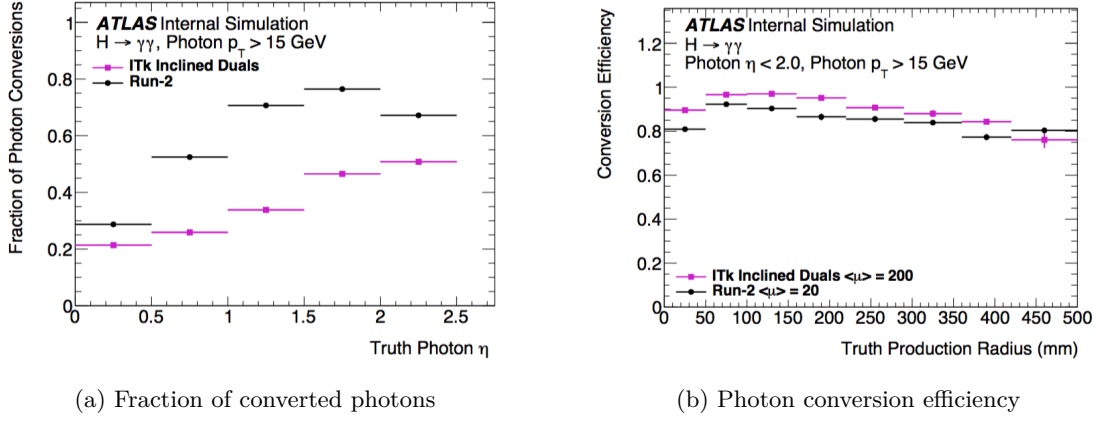 ATLAS Internal Simulation
H → γγ, Photon p_T > 15 GeV
ITk Inclined Duals
Run-2
Fraction of Photon Conversions
1
0.8
0.6
0.4
0.2
0
0 0.5 1 1.5 2 2.5
Truth Photon η
(a) Fraction of converted photons
ATLAS Internal Simulation
H → γγ
Photon η < 2.0, Photon p_T > 15 GeV
Conversion Efficiency
1.2
1
0.8
0.6
0.4
0.2
0
ITk Inclined Duals <μ> = 200
Run-2 <μ> = 20
0 50 100 150 200 250 300 350 400 450 500
Truth Production Radius (mm)
(b) Photon conversion efficiency